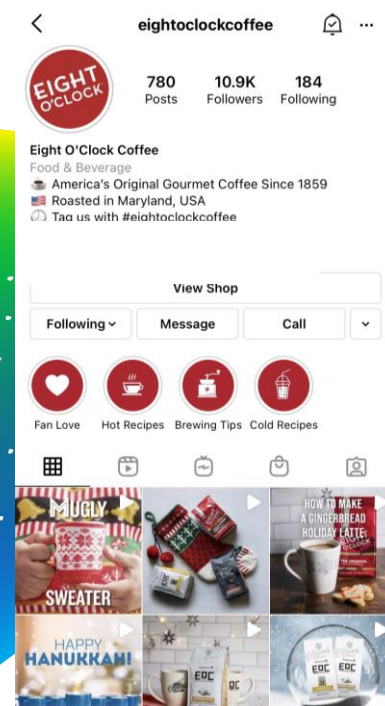 eightoclockcoffee
EIGHT
O'CLOCK
780 10.9K 184
Posts Followers Following
Eight O'Clock Coffee
Food & Beverage
America's Original Gourmet Coffee Since 1859
Roasted in Maryland, USA
Tag us with #eightoclockcoffee
View Shop
Following Message Call
Fan Love Hot Recipes Brewing Tips Cold Recipes
MUGLY
SWEATER
HOW TO MAKE
A GINGERBREAD
HOLIDAY LATTE
HAPPY
HANUKKAH!
EOC
EOC EOC